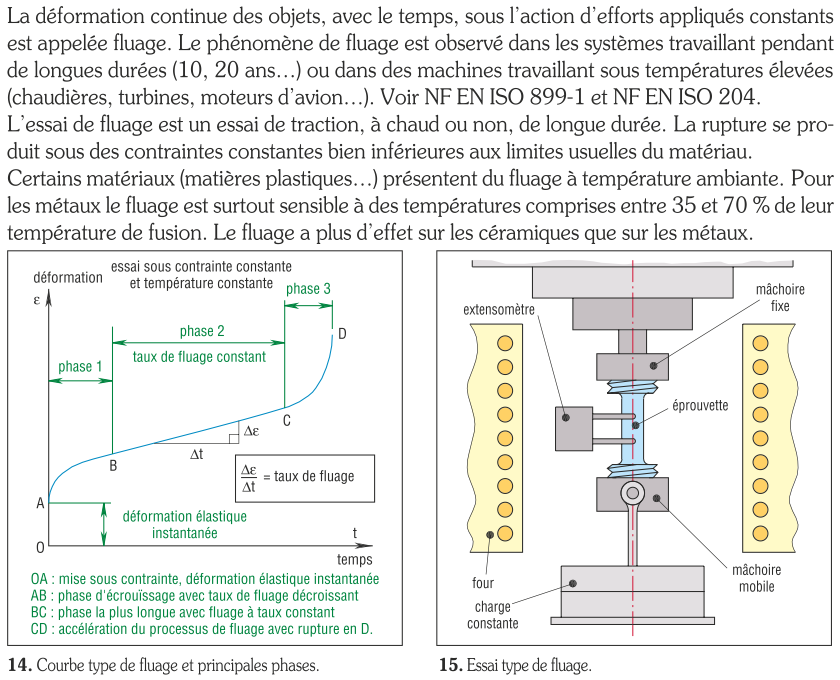 La déformation continue des objets, avec le temps, sous l'action d'efforts appliqués constants
est appelée fluage. Le phénomène de fluage est observé dans les systèmes travaillant pendant
de longues durées (10, 20 ans...) ou dans des machines travaillant sous températures élevées
(chaudières, turbines, moteurs d'avion...). Voir NF EN ISO 899-1 et NF EN ISO 204.
L'essai de fluage est un essai de traction, à chaud ou non, de longue durée. La rupture se pro-
duit sous des contraintes constantes bien inférieures aux limites usuelles du matériau.
Certains matériaux (matières plastiques...) présentent du fluage à température ambiante. Pour
les métaux le fluage est surtout sensible à des températures comprises entre 35 et 70 % de leur
température de fusion. Le fluage a plus d'effet sur les céramiques que sur les métaux.
déformation
ε
essai sous contrainte constante
et température constante
phase 3
phase 2
taux de fluage constant
phase 1
D
C
B
A
O
Δε
Δt
Δε/Δt = taux de fluage
déformation élastique
instantanée
t
temps
OA : mise sous contrainte, déformation élastique instantanée
AB : phase d'écrouïssage avec taux de fluage décroissant
BC : phase la plus longue avec fluage à taux constant
CD : accélération du processus de fluage avec rupture en D.
14. Courbe type de fluage et principales phases.
mâchoire
fixe
extensomètre
éprouvette
four
charge
constante
mâchoire
mobile
15. Essai type de fluage.